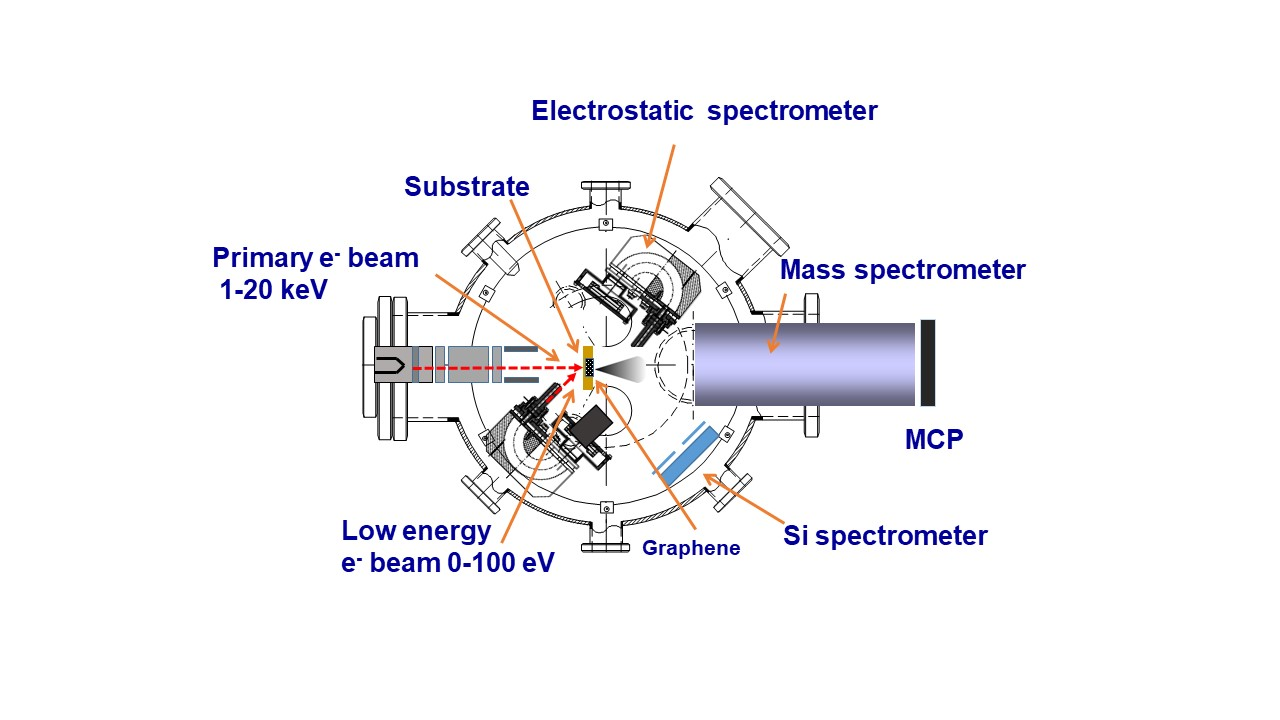 Electrostatic  spectrometer
Substrate
Primary e- beam
1-20 keV
Mass spectrometer
MCP
Low energy
e- beam 0-100 eV
Graphene
Si spectrometer